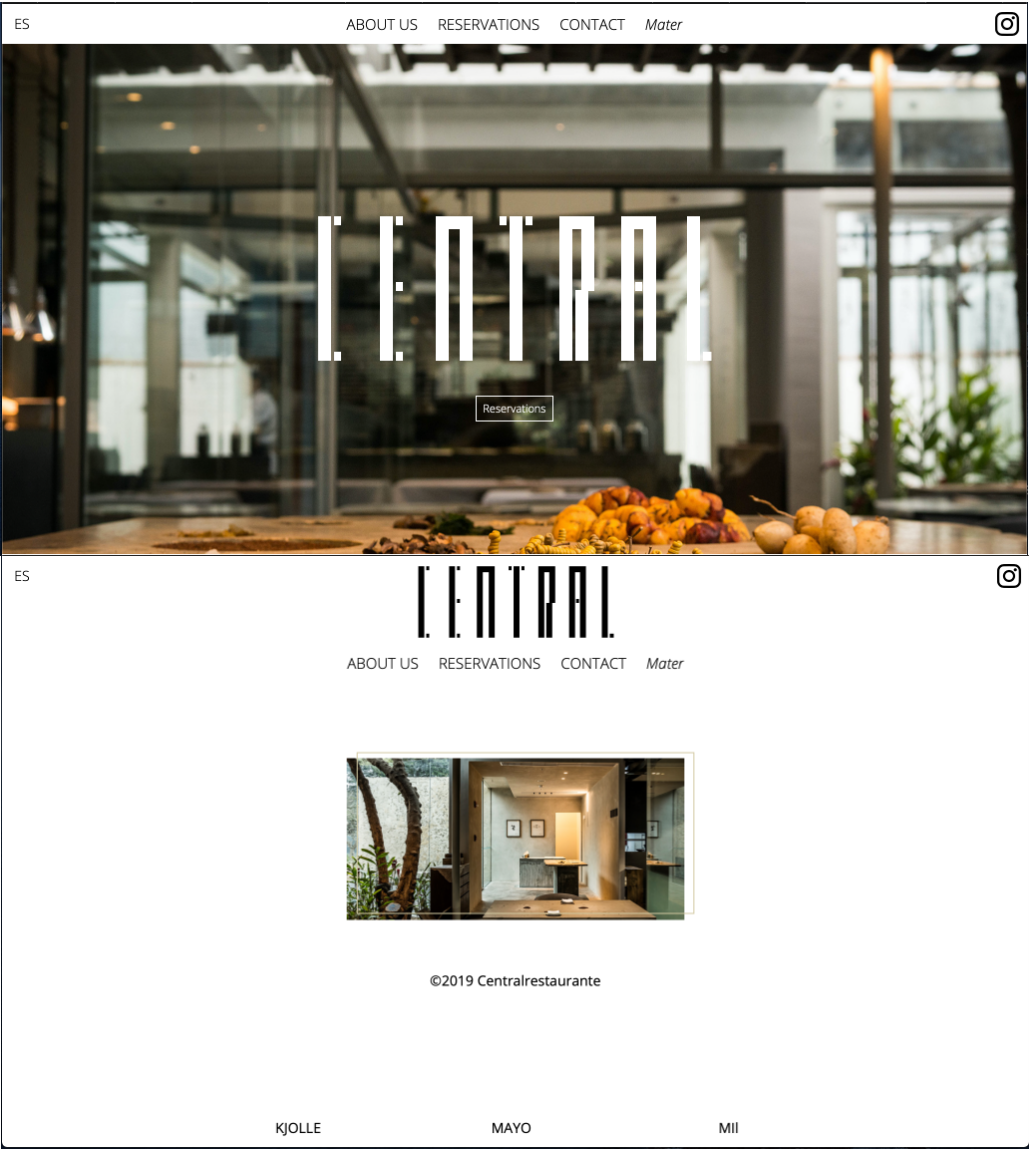 ES ABOUT US RESERVATIONS CONTACT Mater
CENTRAL
Reservations
ES
CENTRAL
ABOUT US RESERVATIONS CONTACT Mater
©2019 Centralrestaurante
KJOLLE MAYO MIl